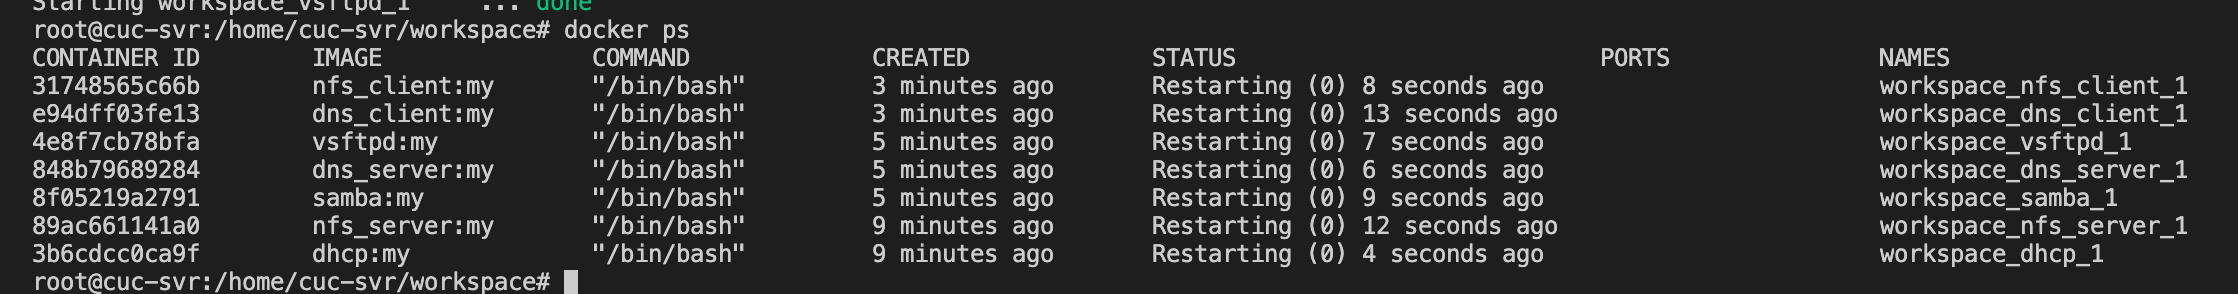 Starting workspace_vsftpd_1 ... done
root@cuc-svr:/home/cuc-svr/workspace# docker ps
CONTAINER ID IMAGE COMMAND CREATED STATUS PORTS NAMES
31748565c66b nfs_client:my "/bin/bash" 3 minutes ago Restarting (0) 8 seconds ago workspace_nfs_client_1
e94dff03fe13 dns_client:my "/bin/bash" 3 minutes ago Restarting (0) 13 seconds ago workspace_dns_client_1
4e8f7cb78bfa vsftpd:my "/bin/bash" 5 minutes ago Restarting (0) 7 seconds ago workspace_vsftpd_1
848b79689284 dns_server:my "/bin/bash" 5 minutes ago Restarting (0) 6 seconds ago workspace_dns_server_1
8f05219a2791 samba:my "/bin/bash" 5 minutes ago Restarting (0) 9 seconds ago workspace_samba_1
89ac661141a0 nfs_server:my "/bin/bash" 9 minutes ago Restarting (0) 12 seconds ago workspace_nfs_server_1
3b6cdcc0ca9f dhcp:my "/bin/bash" 9 minutes ago Restarting (0) 4 seconds ago workspace_dhcp_1
root@cuc-svr:/home/cuc-svr/workspace#